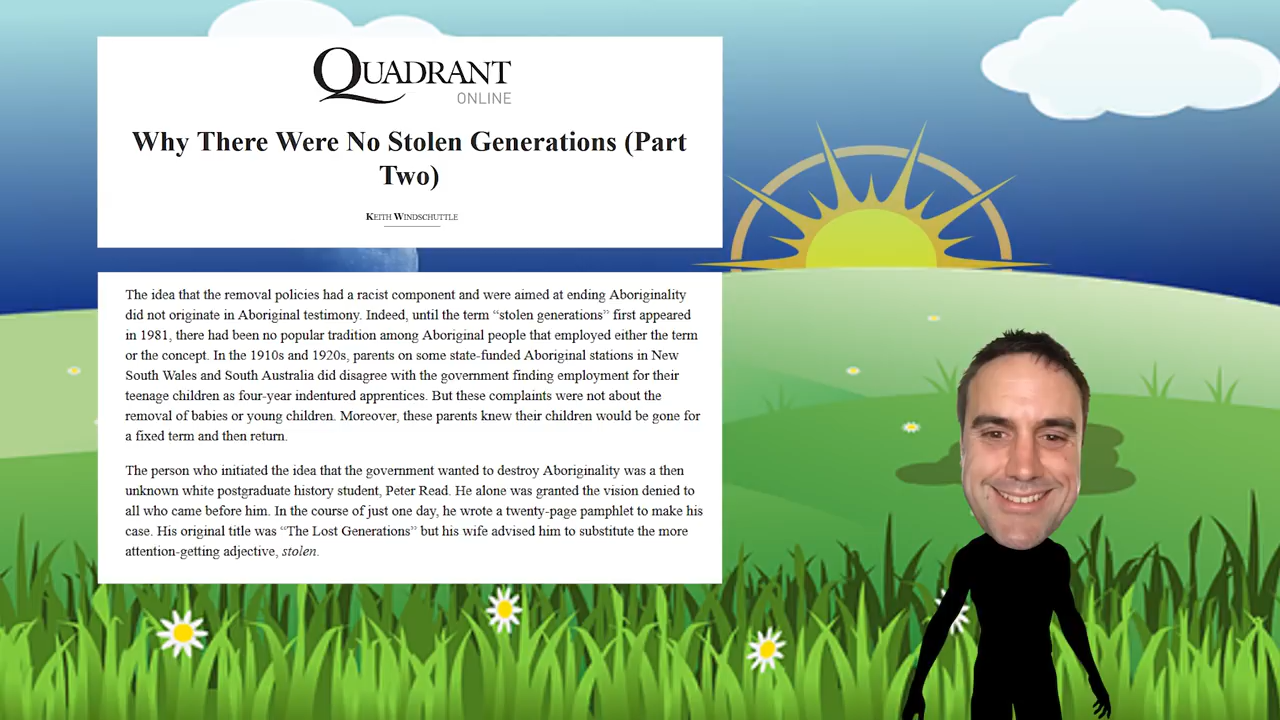 QUADRANT
ONLINE
Why There Were No Stolen Generations (Part
Two)
KEITH WINDSCHUTTLE
The idea that the removal policies had a racist component and were aimed at ending Aboriginality
did not originate in Aboriginal testimony. Indeed, until the term “stolen generations” first appeared
in 1981, there had been no popular tradition among Aboriginal people that employed either the term
or the concept. In the 1910s and 1920s, parents on some state-funded Aboriginal stations in New
South Wales and South Australia did disagree with the government finding employment for their
teenage children as four-year indentured apprentices. But these complaints were not about the
removal of babies or young children. Moreover, these parents knew their children would be gone for
a fixed term and then return.
The person who initiated the idea that the government wanted to destroy Aboriginality was a then
unknown white postgraduate history student, Peter Read. He alone was granted the vision denied to
all who came before him. In the course of just one day, he wrote a twenty-page pamphlet to make his
case. His original title was “The Lost Generations” but his wife advised him to substitute the more
attention-getting adjective, stolen.